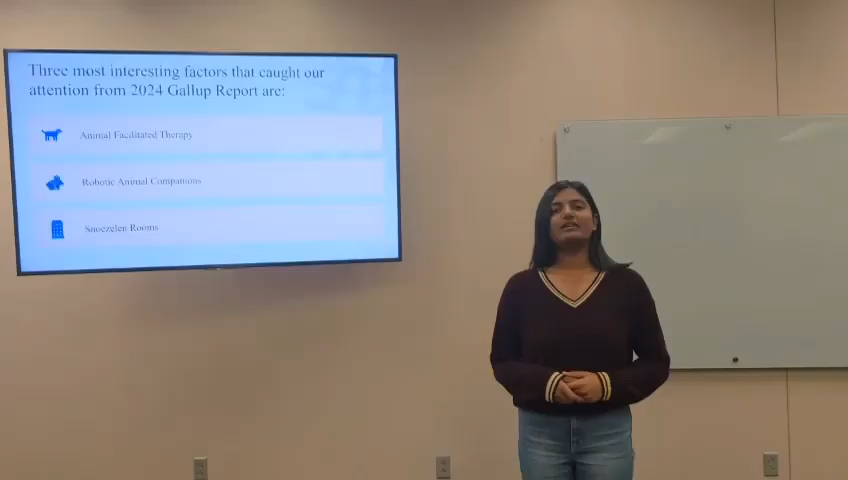 Three most interesting factors that caught our
attention from 2024 Gallup Report are:
Animal Facilitated Therapy
Robotic Animal Companions
Snoezelen Rooms